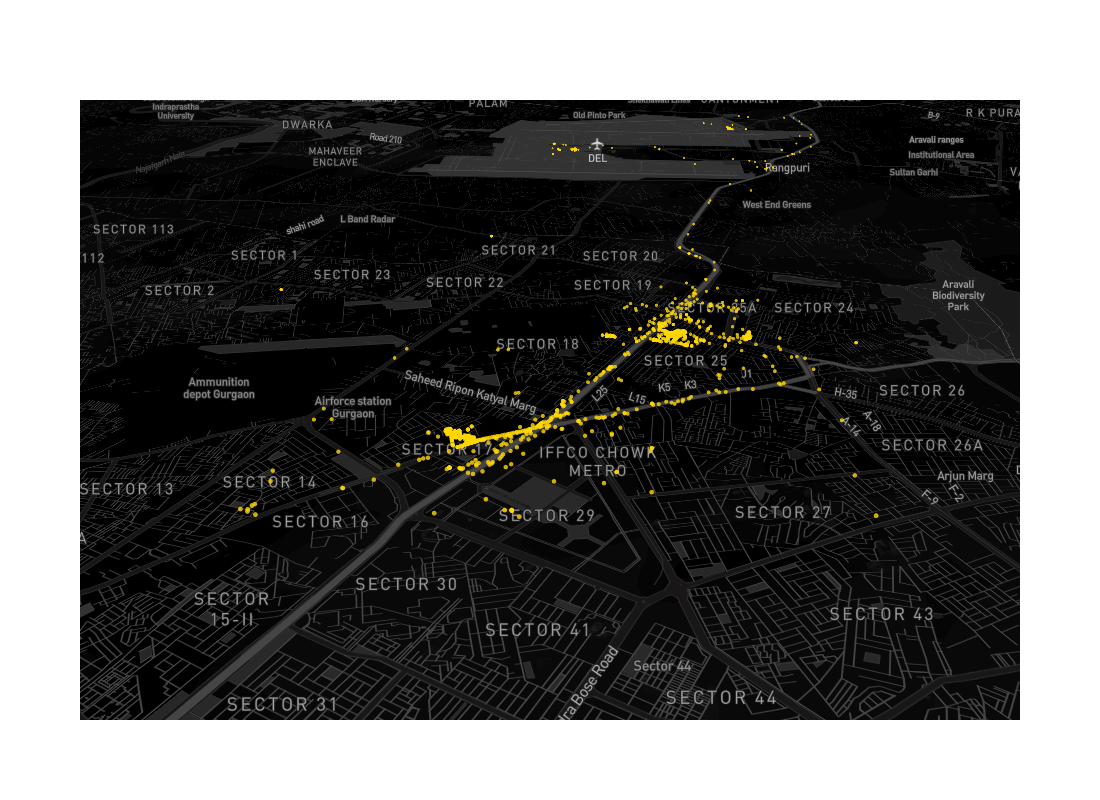 Indraprastha
University
PALAM
CANTONMENT
Old Pinto Park
B-9
R K PURA
DWARKA
Road 210
MAHAVEER
ENCLAVE
Najafgarh Nala
DEL
Rangpuri
Aravali ranges
Institutional Area
Sultan Garhi
West End Greens
SECTOR 113
shahi road
L Band Radar
112
SECTOR 1
SECTOR 21
SECTOR 20
SECTOR 23
SECTOR 22
SECTOR 19
SECTOR 2
Aravali
Biodiversity
Park
SECTOR 24
SECTOR 18
SECTOR 25
Saheed Ripon Katyal Marg
Ammunition
depot Gurgaon
Airforce station
Gurgaon
L25
L15
K5
K3
J1
H-35
SECTOR 26
A-18
A-14
SECTOR 17
IFFCO CHOWK
METRO
SECTOR 26A
SECTOR 13
SECTOR 14
Arjun Marg
F-2
F-9
SECTOR 16
SECTOR 29
SECTOR 27
A
SECTOR 30
SECTOR
15-II
SECTOR 41
SECTOR 43
Sector 44
SECTOR 31
SECTOR 44
Bose Road